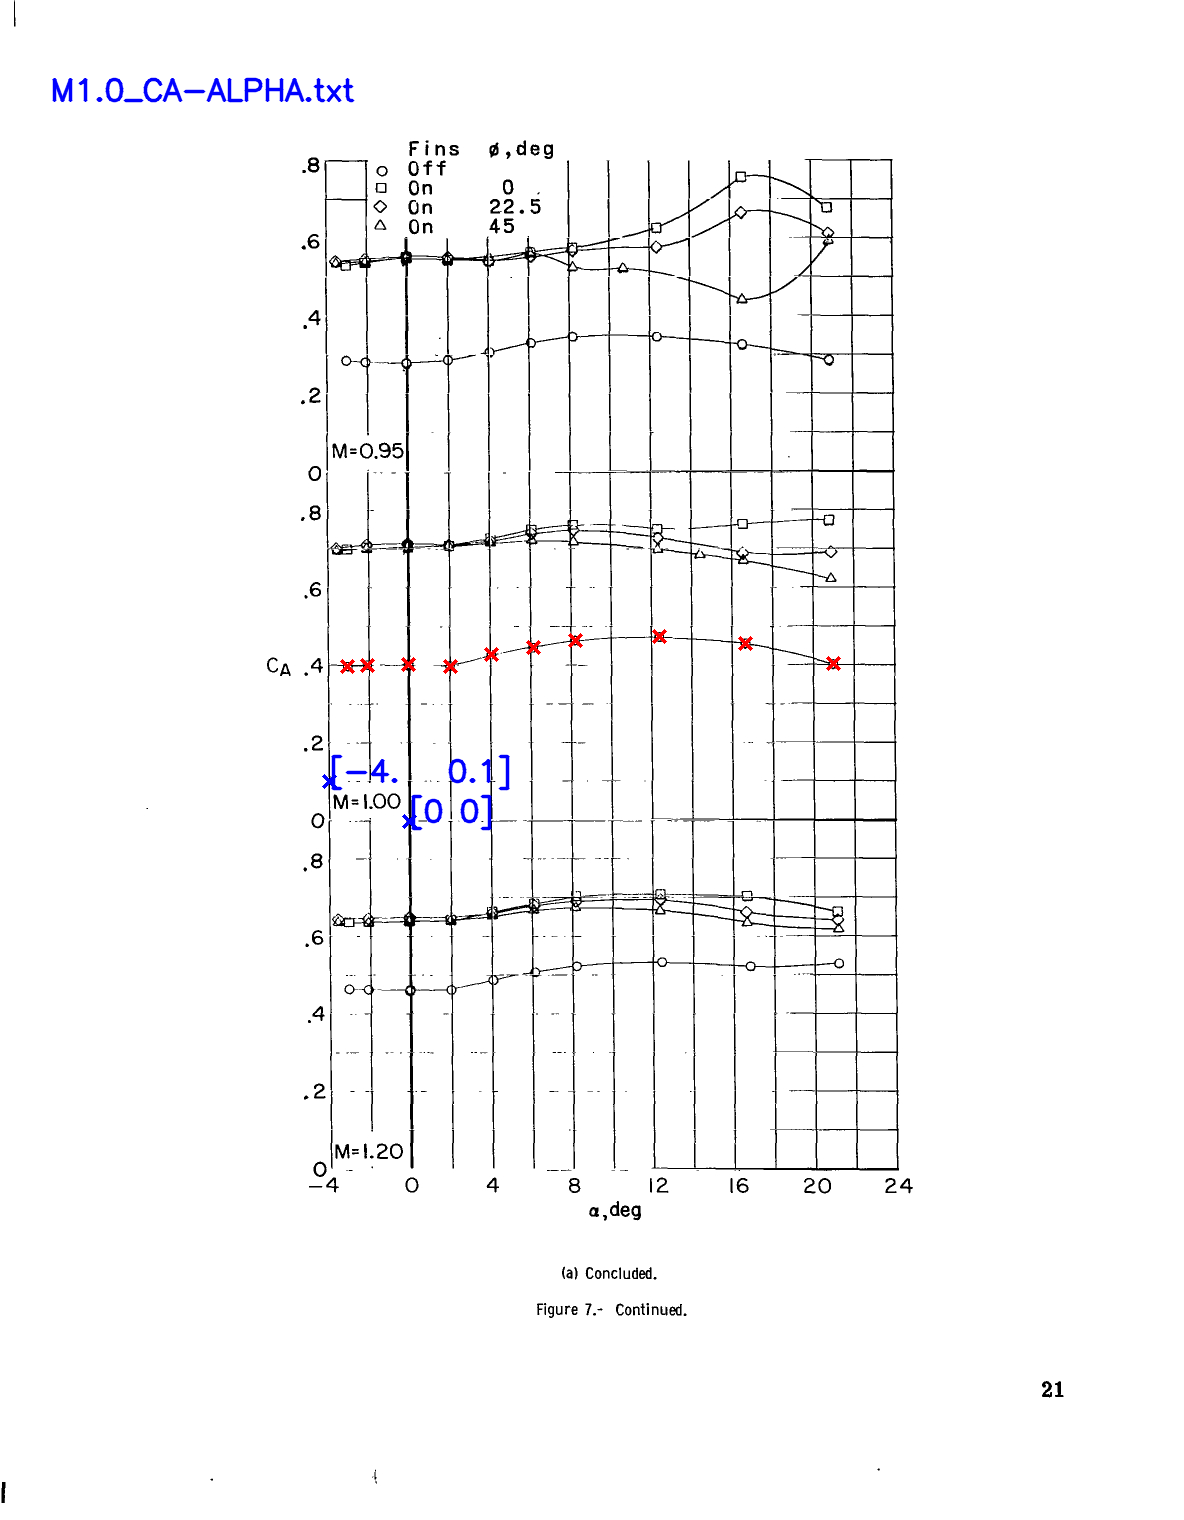 M1.0_CA-ALPHA.txt
Fins ø,deg
Off
On 0
On 22.5
On 45
.8
.6
.4
.2
M=0.95
0
.8
.6
CA .4
.2
[-4. 0.1]
M=1.00
[0 0]
0
.8
.6
.4
.2
M=1.20
0
-4 0 4 8 12 16 20 24
α,deg
(a) Concluded.
Figure 7.- Continued.
21